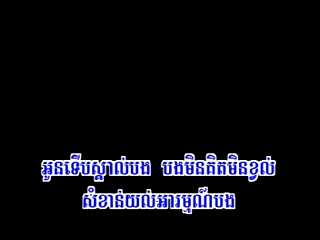 អូនទើបស្គាល់បង បងមិនគិតមិនខ្វល់
សំខាន់យល់អារម្មណ៍បង